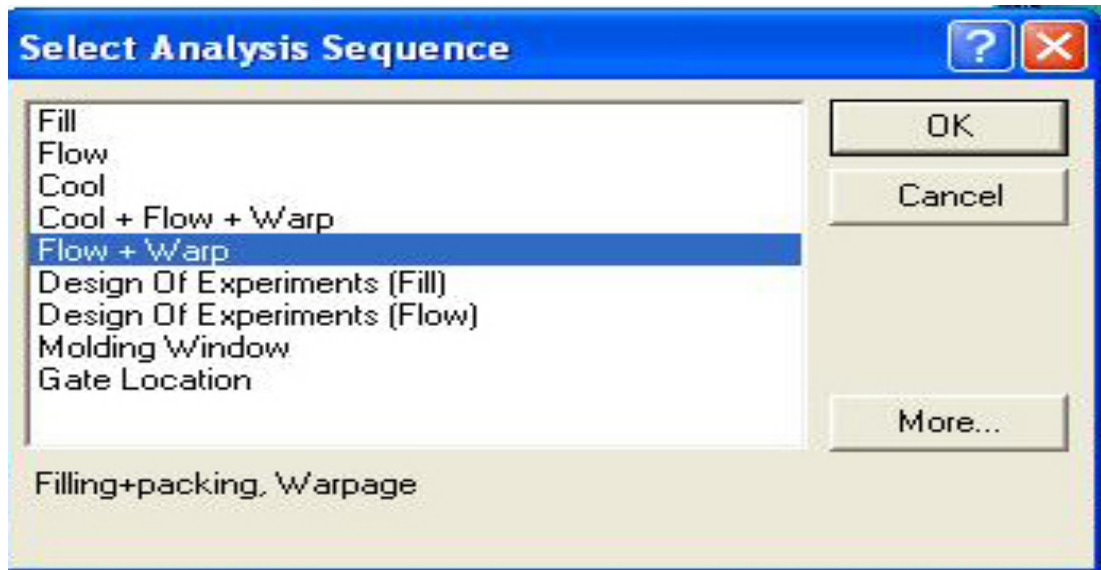 Select Analysis Sequence
Fill
Flow
Cool
Cool + Flow + Warp
Flow + Warp
Design Of Experiments (Fill)
Design Of Experiments (Flow)
Molding Window
Gate Location
OK
Cancel
More...
Filling+packing, Warpage